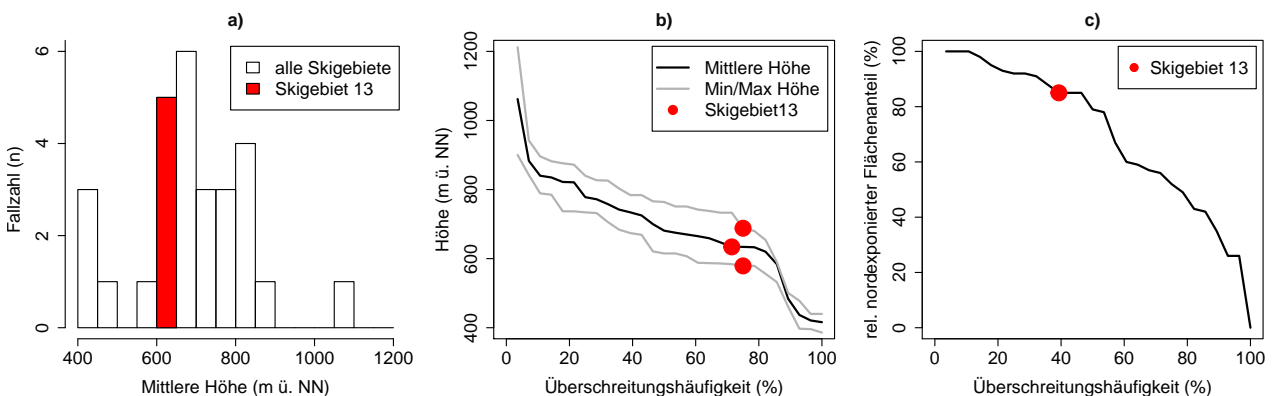 a)
Fallzahl (n)
0
2
4
6
alle Skigebiete
Skigebiet 13
400
600
800
1000
1200
Mittlere Höhe (m ü. NN)
b)
Höhe (m ü. NN)
400
600
800
1000
1200
Mittlere Höhe
Min/Max Höhe
Skigebiet13
0
20
40
60
80
100
Überschreitungshäufigkeit (%)
c)
rel. nordexponierter Flächenanteil (%)
0
20
40
60
80
100
Skigebiet 13
0
20
40
60
80
100
Überschreitungshäufigkeit (%)